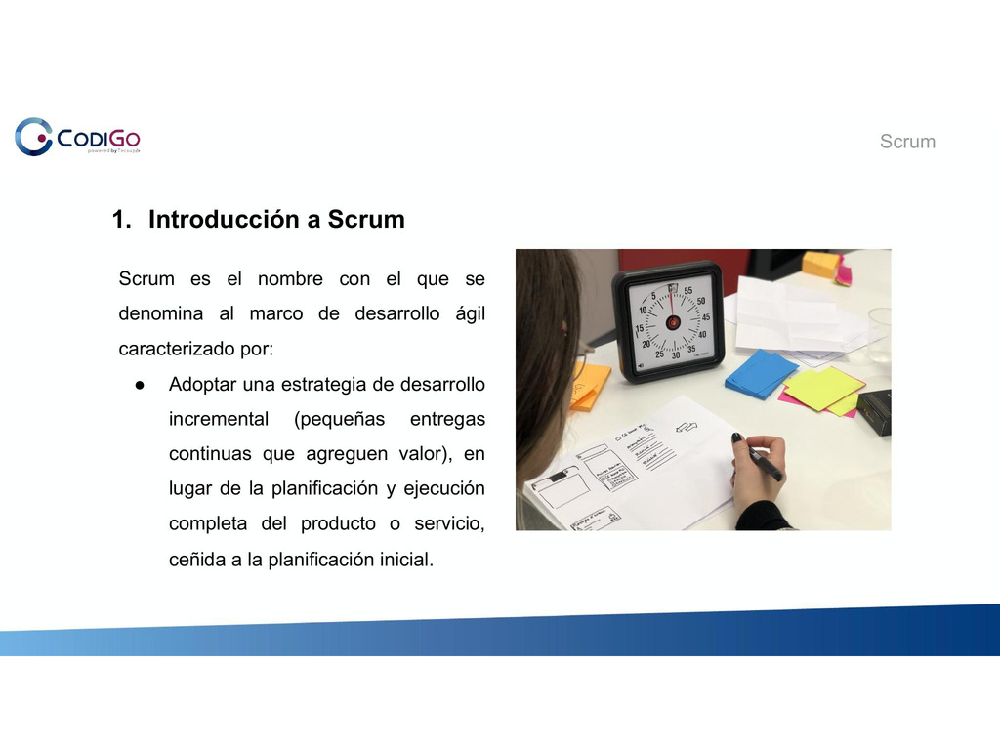 CODIGO
powered by Tecsup
Scrum
1. Introducción a Scrum
Scrum es el nombre con el que se
denomina al marco de desarrollo ágil
caracterizado por:
● Adoptar una estrategia de desarrollo
incremental (pequeñas entregas
continuas que agreguen valor), en
lugar de la planificación y ejecución
completa del producto o servicio,
ceñida a la planificación inicial.
5 55
10 50
15 45
20 40
25 30 35